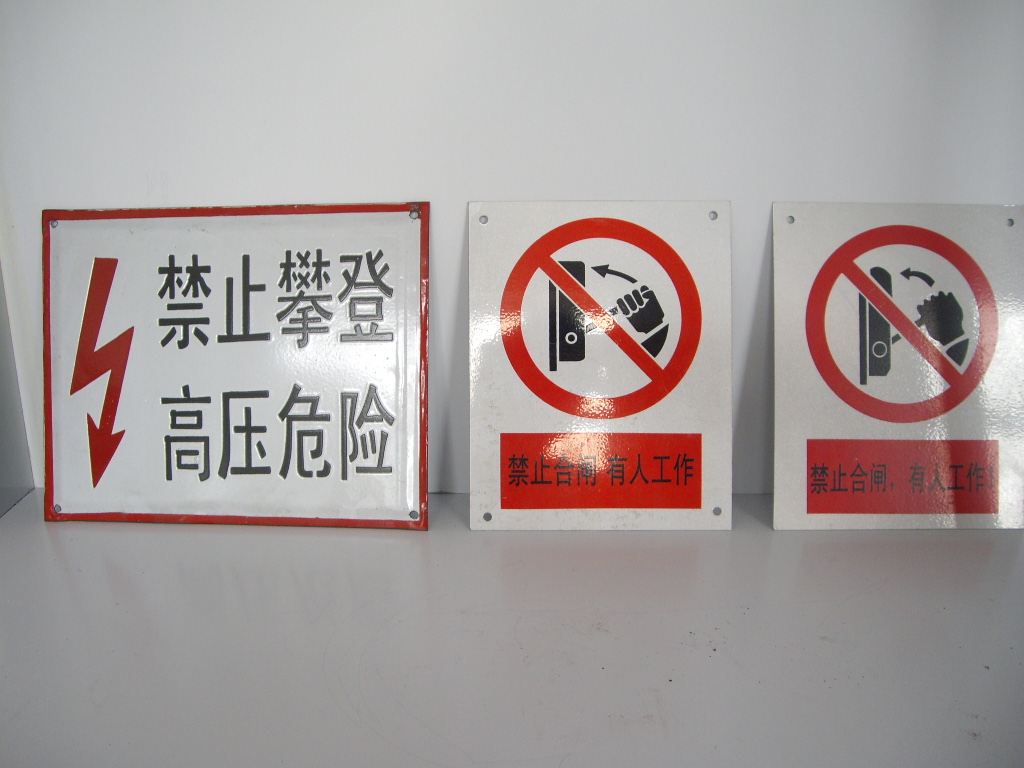 禁止攀登
高压危险
禁止合闸 有人工作
禁止合闸，有人工作